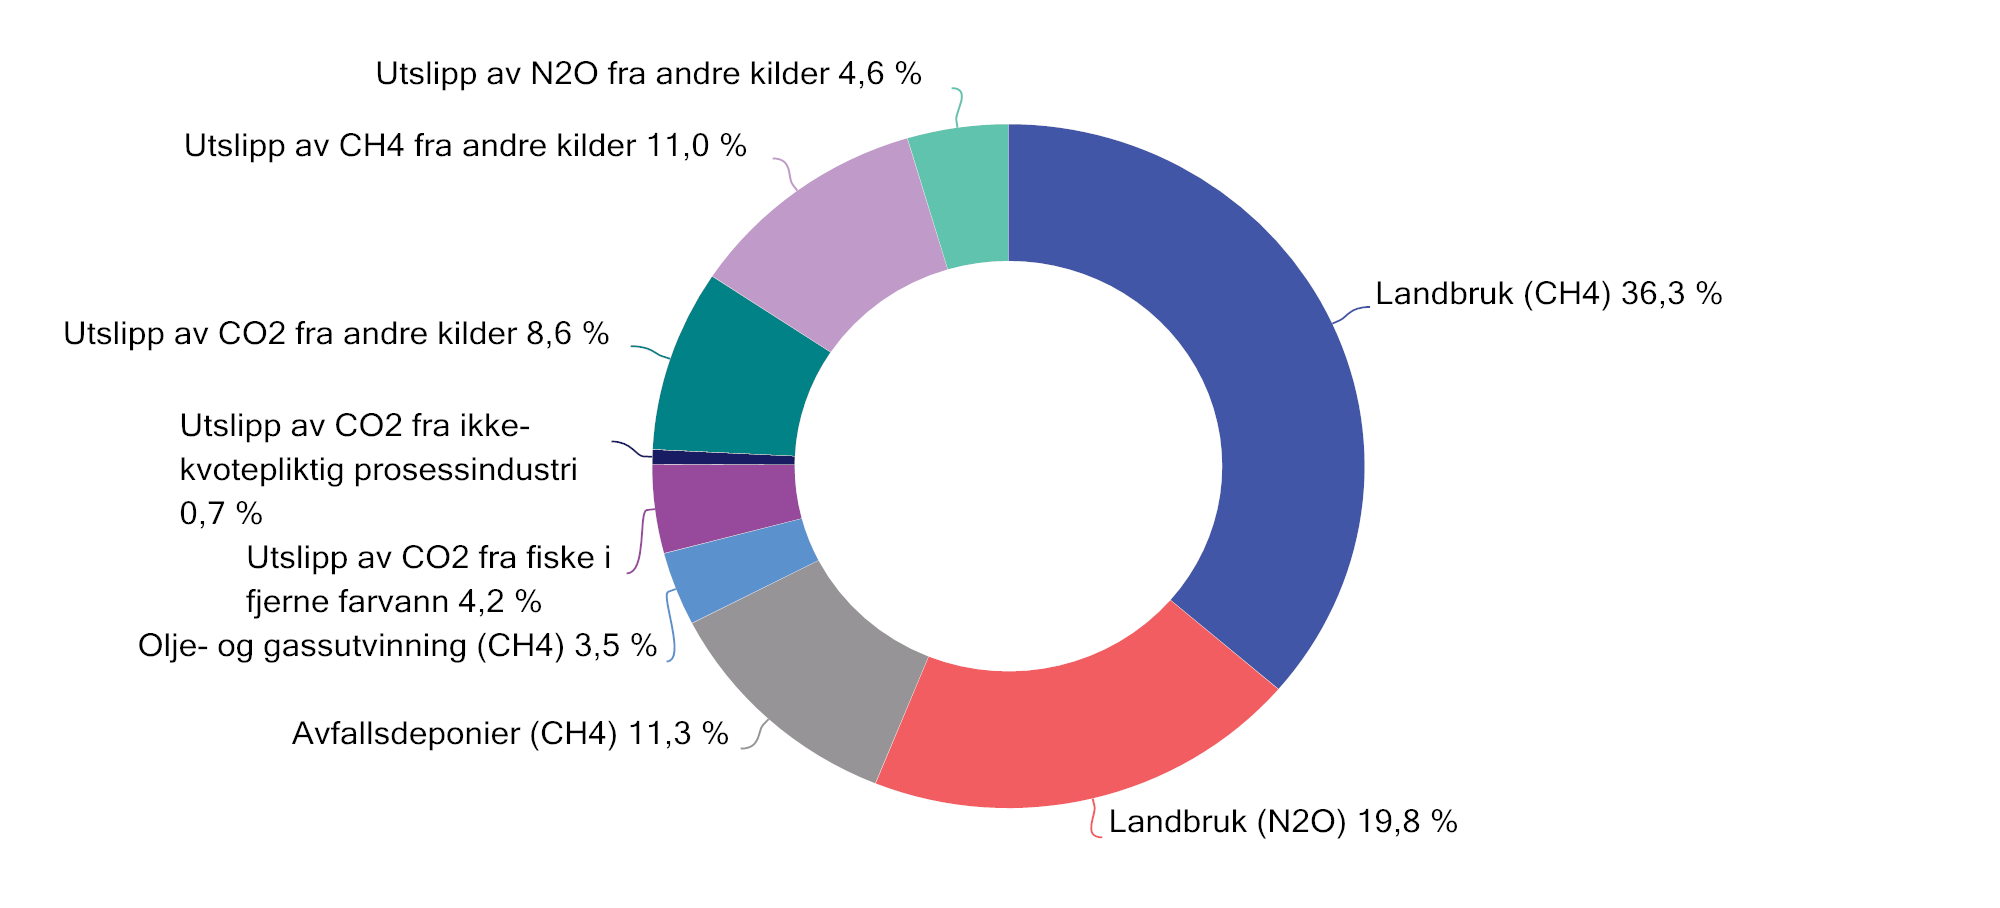 Utslipp av N2O fra andre kilder 4,6 %
Utslipp av CH4 fra andre kilder 11,0 %
Landbruk (CH4) 36,3 %
Utslipp av CO2 fra andre kilder 8,6 %
Utslipp av CO2 fra ikke-
kvotepliktig prosessindustri
0,7 %
Utslipp av CO2 fra fiske i
fjerne farvann 4,2 %
Olje- og gassutvinning (CH4) 3,5 %
Avfallsdeponier (CH4) 11,3 %
Landbruk (N2O) 19,8 %